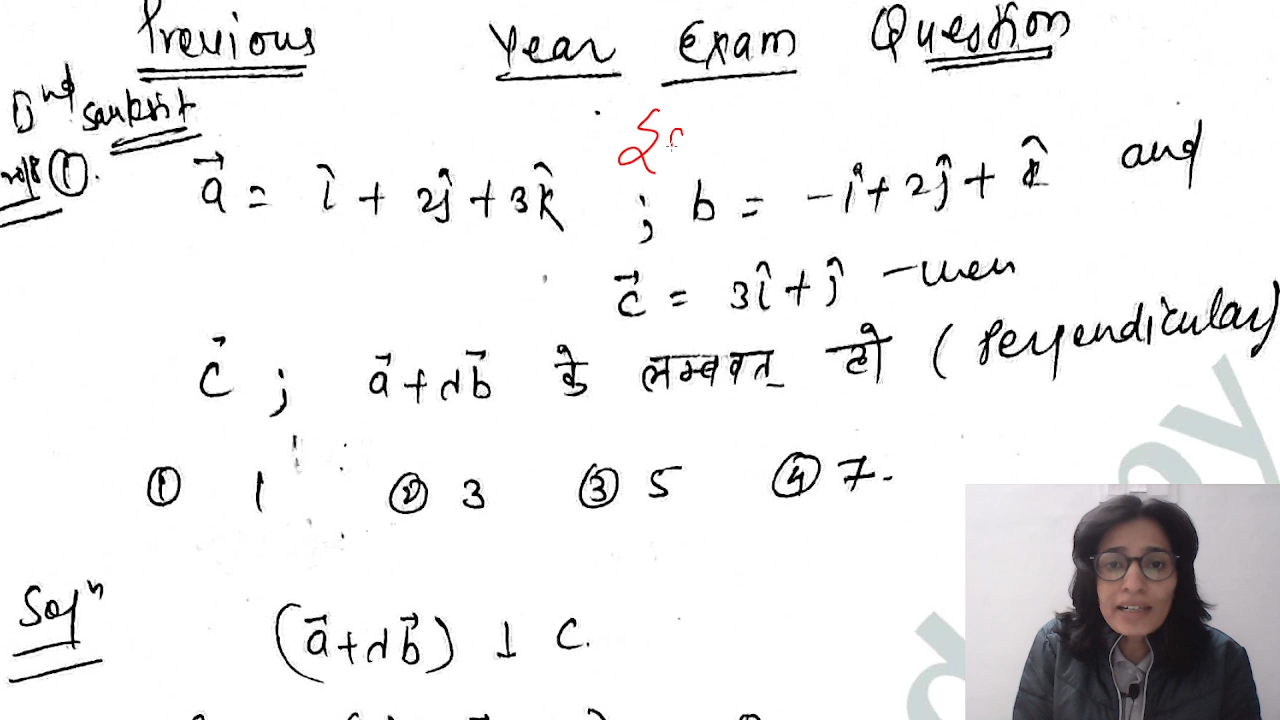 Previous Year Exam Question
IInd Sanskrit
2018 ①.
a⃗ = î + 2ĵ + 3k̂ ; b = -î + 2ĵ + k̂ and
c⃗ = 3î + ĵ then
c⃗ ; a⃗ + λb⃗ के लम्बवत् हो (Perpendicular)
① 1 ② 3 ③ 5 ④ 7.
Solⁿ
(a⃗ + λb⃗) ⊥ c.